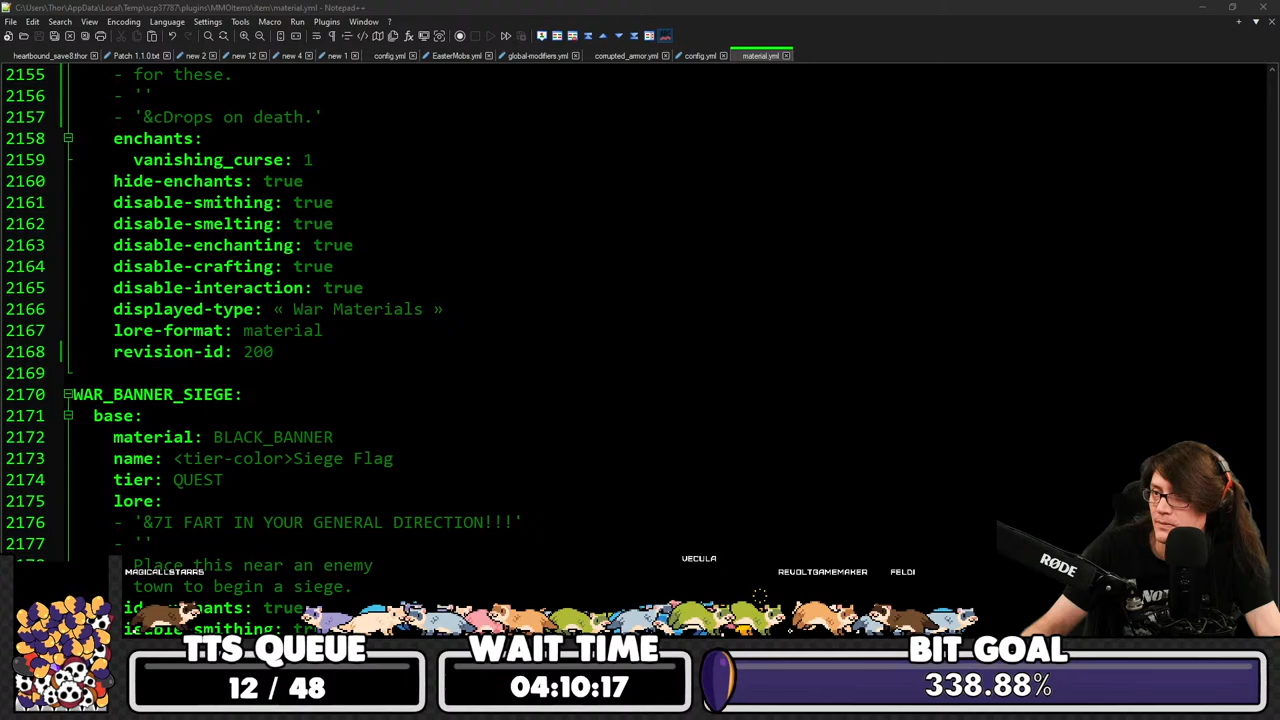 C:\Users\Thor\AppData\Local\Temp\scp37787\plugins\MMOItems\item\material.yml - Notepad++
File Edit Search View Encoding Language Settings Tools Macro Run Plugins Window ?
heartbound_save8.thor Patch 1.1.0.txt new 2 new 12 new 4 new 1 config.yml EasterMobs.yml global-modifiers.yml corrupted_armor.yml config.yml material.yml
2155 - for these.
2156 - ''
2157 - '&cDrops on death.'
2158 enchants:
2159 vanishing_curse: 1
2160 hide-enchants: true
2161 disable-smithing: true
2162 disable-smelting: true
2163 disable-enchanting: true
2164 disable-crafting: true
2165 disable-interaction: true
2166 displayed-type: « War Materials »
2167 lore-format: material
2168 revision-id: 200
2169
2170 WAR_BANNER_SIEGE:
2171 base:
2172 material: BLACK_BANNER
2173 name: <tier-color>Siege Flag
2174 tier: QUEST
2175 lore:
2176 - '&7I FART IN YOUR GENERAL DIRECTION!!!'
2177 - ''
Place this near an enemy
town to begin a siege.
true
MAGICALLSTARRS VECULA REVOLTGAMEMAKER FELDI
RØDE
TTS QUEUE
12 / 48
WAIT TIME
04:10:17
BIT GOAL
338.88%